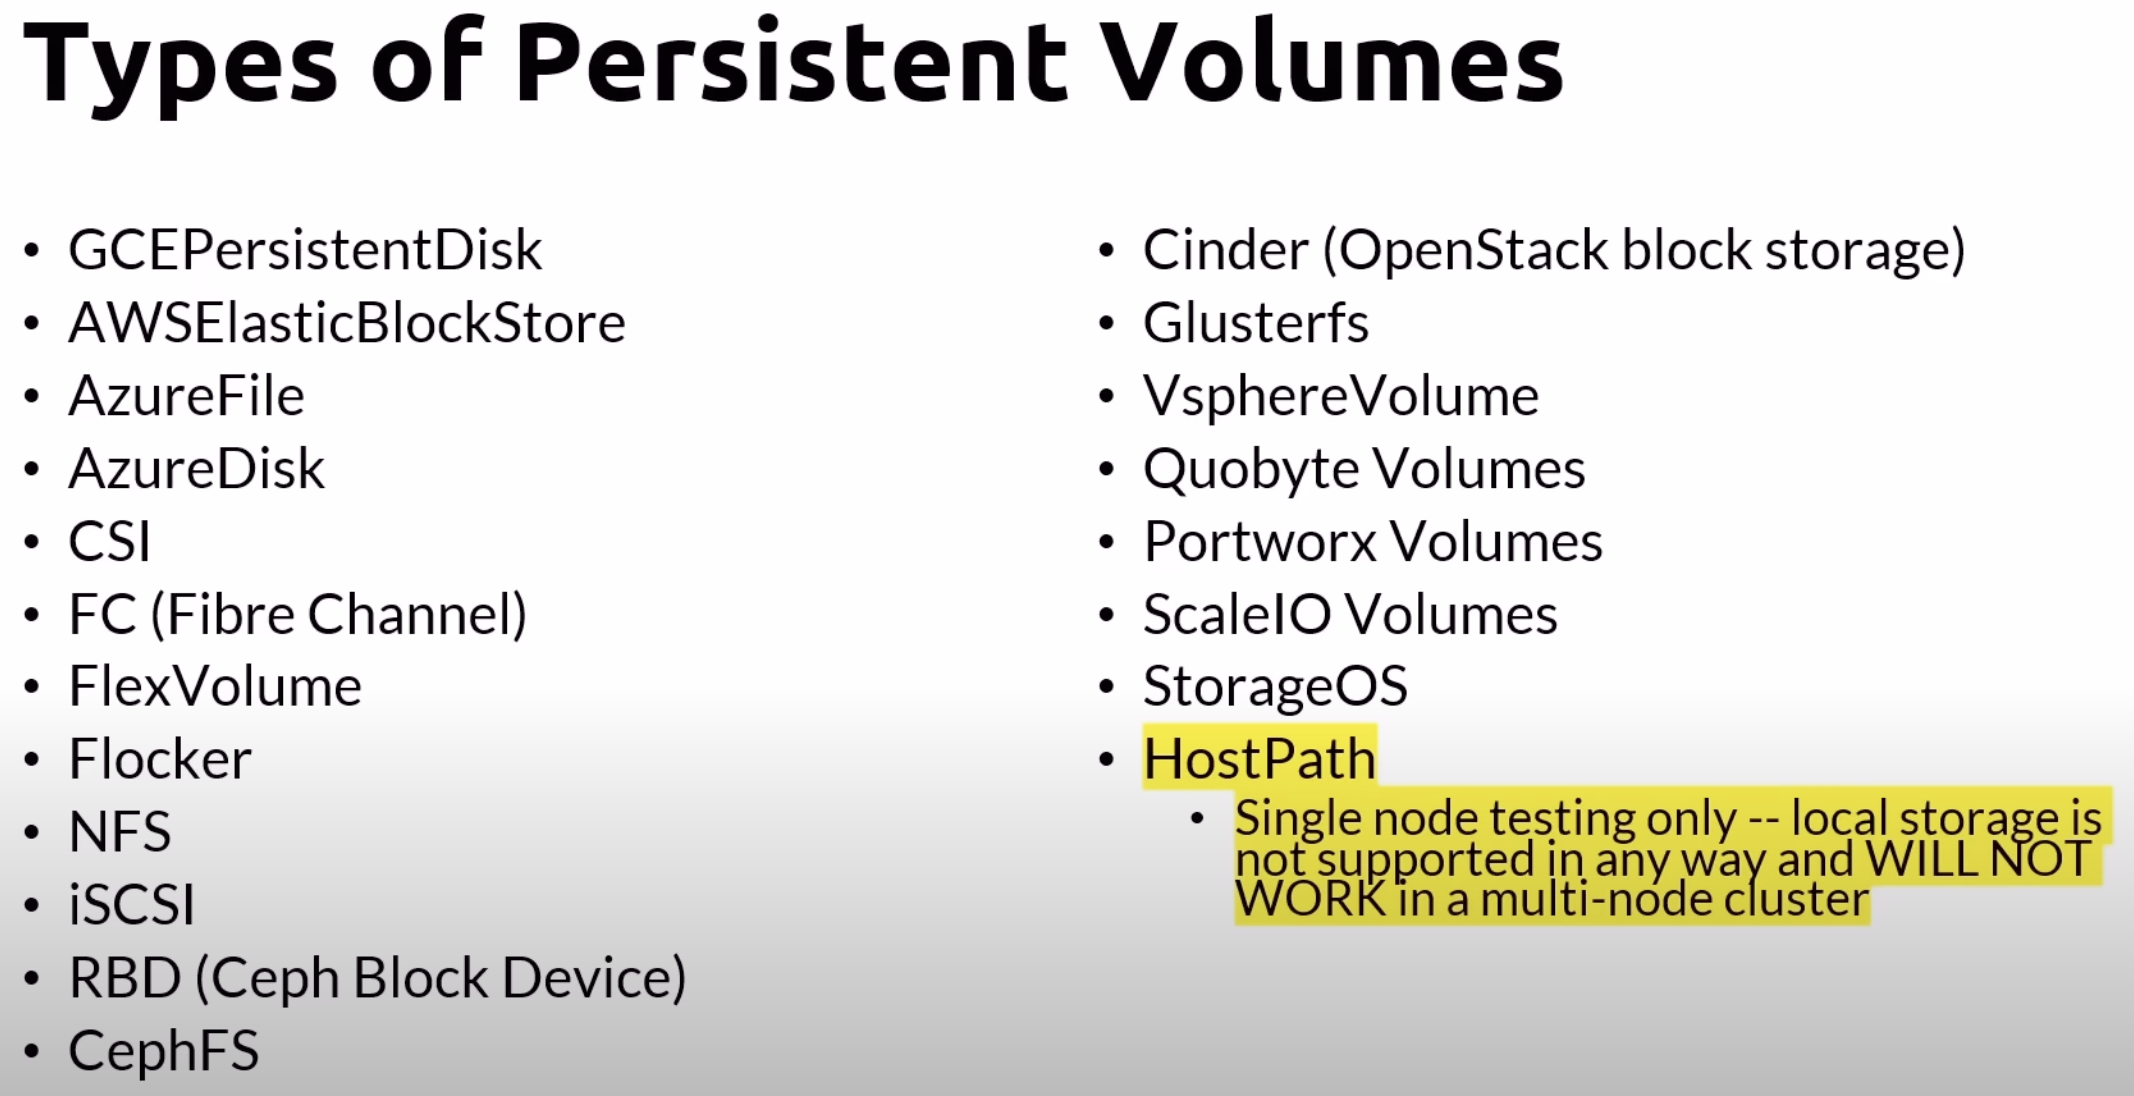 Types of Persistent Volumes
• GCEPersistentDisk
• AWSElasticBlockStore
• AzureFile
• AzureDisk
• CSI
• FC (Fibre Channel)
• FlexVolume
• Flocker
• NFS
• iSCSI
• RBD (Ceph Block Device)
• CephFS
• Cinder (OpenStack block storage)
• Glusterfs
• VsphereVolume
• Quobyte Volumes
• Portworx Volumes
• ScaleIO Volumes
• StorageOS
• HostPath
• Single node testing only -- local storage is
not supported in any way and WILL NOT
WORK in a multi-node cluster